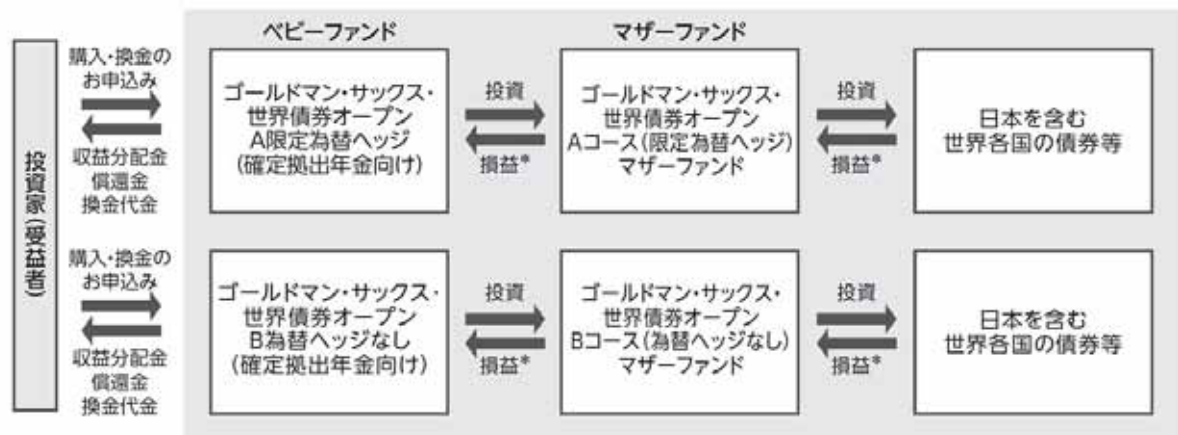 ベビーファンド
マザーファンド
投資家(受益者)
購入・換金の
お申込み
収益分配金
償還金
換金代金
ゴールドマン・サックス・
世界債券オープン
A限定為替ヘッジ
(確定拠出年金向け)
投資
損益*
ゴールドマン・サックス・
世界債券オープン
Aコース(限定為替ヘッジ)
マザーファンド
投資
損益*
日本を含む
世界各国の債券等
購入・換金の
お申込み
収益分配金
償還金
換金代金
ゴールドマン・サックス・
世界債券オープン
B為替ヘッジなし
(確定拠出年金向け)
投資
損益*
ゴールドマン・サックス・
世界債券オープン
Bコース(為替ヘッジなし)
マザーファンド
投資
損益*
日本を含む
世界各国の債券等